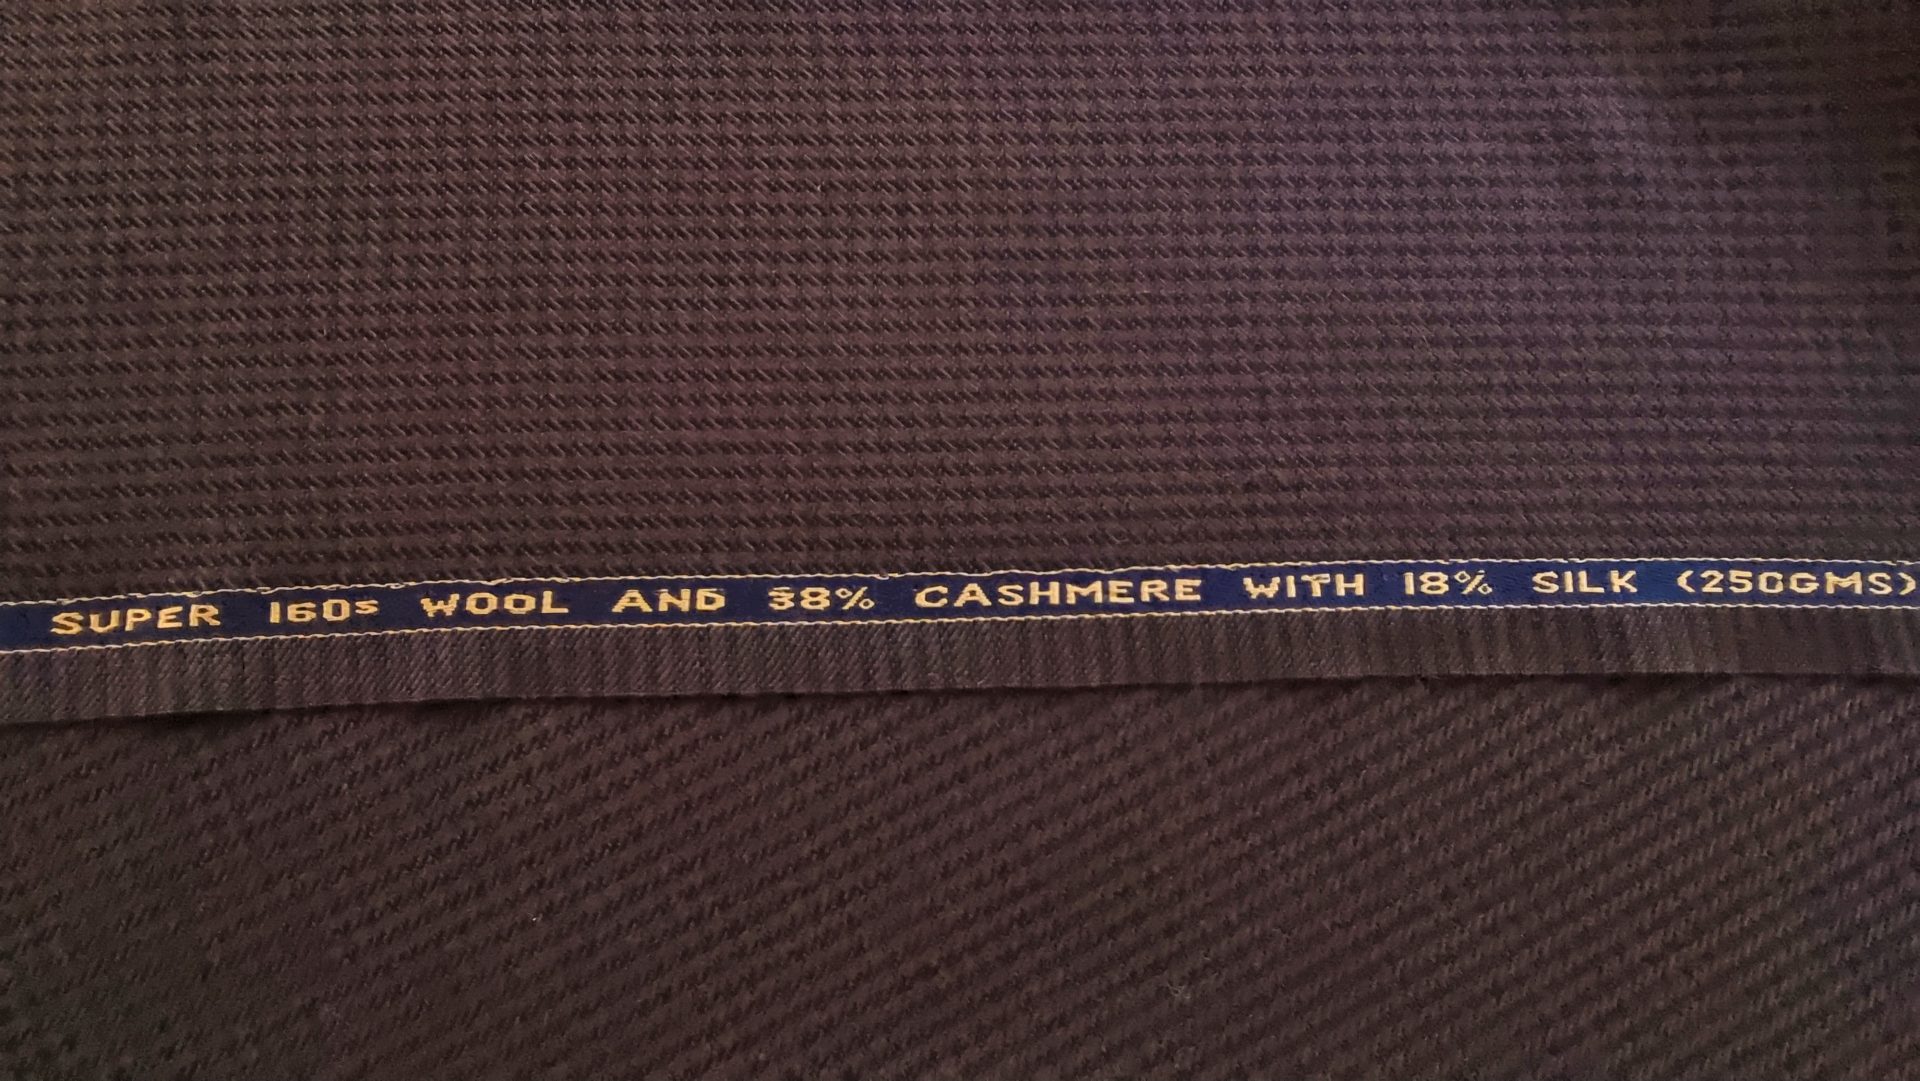 SUPER 160s WOOL AND 38% CASHMERE WITH 18% SILK (250GMS)